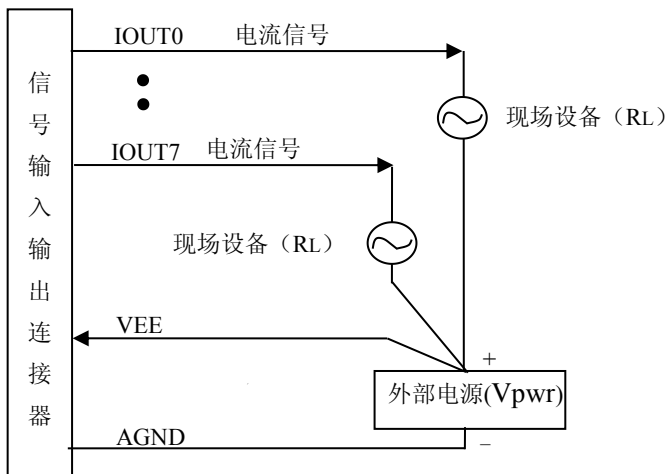 IOUT0 电流信号
信号输入输出连接器
现场设备（RL）
IOUT7 电流信号
现场设备（RL）
VEE
+
外部电源(Vpwr)
AGND
−